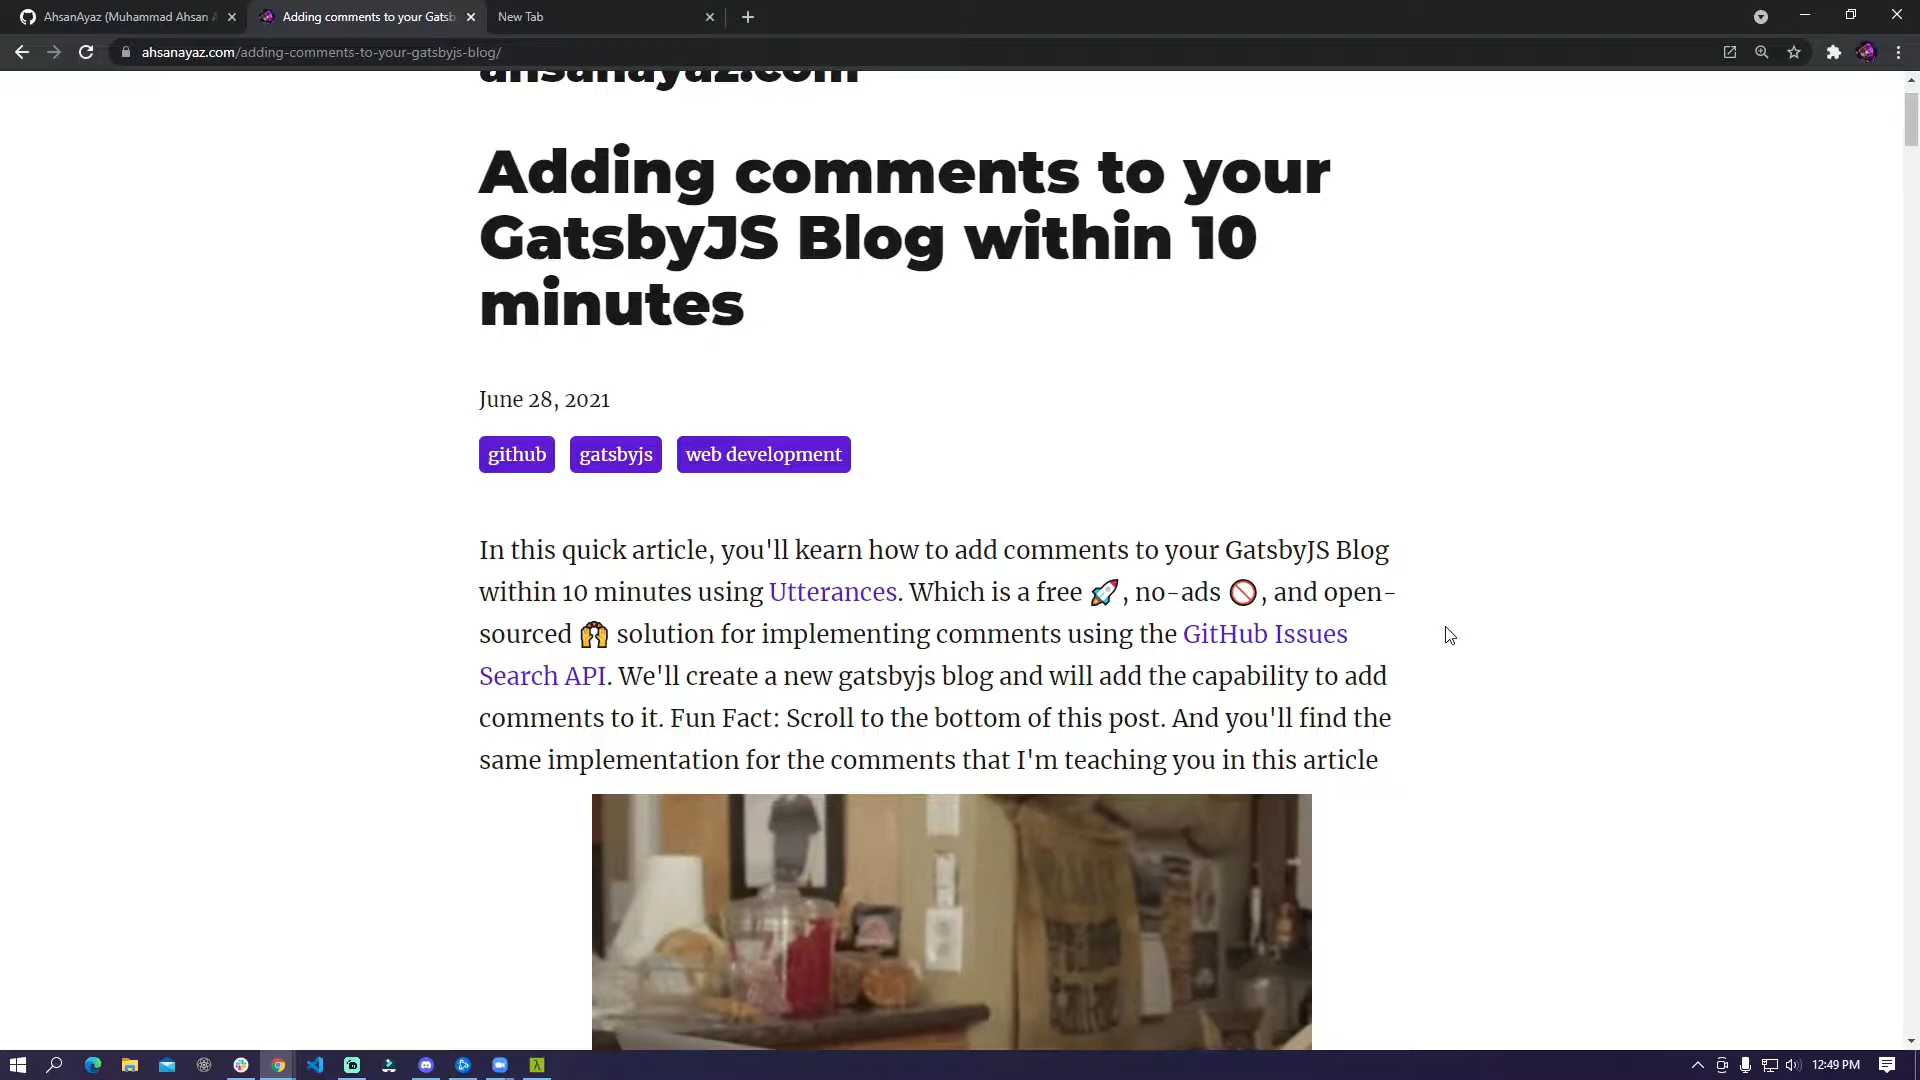 AhsanAyaz (Muhammad Ahsan A
Adding comments to your Gatsb
New Tab
ahsanayaz.com/adding-comments-to-your-gatsbyjs-blog/
ahsanayaz.com
Adding comments to your
GatsbyJS Blog within 10
minutes
June 28, 2021
github
gatsbyjs
web development
In this quick article, you'll kearn how to add comments to your GatsbyJS Blog
within 10 minutes using Utterances. Which is a free 🚀, no-ads 🚫, and open-
sourced 🙌 solution for implementing comments using the GitHub Issues
Search API. We'll create a new gatsbyjs blog and will add the capability to add
comments to it. Fun Fact: Scroll to the bottom of this post. And you'll find the
same implementation for the comments that I'm teaching you in this article
12:49 PM